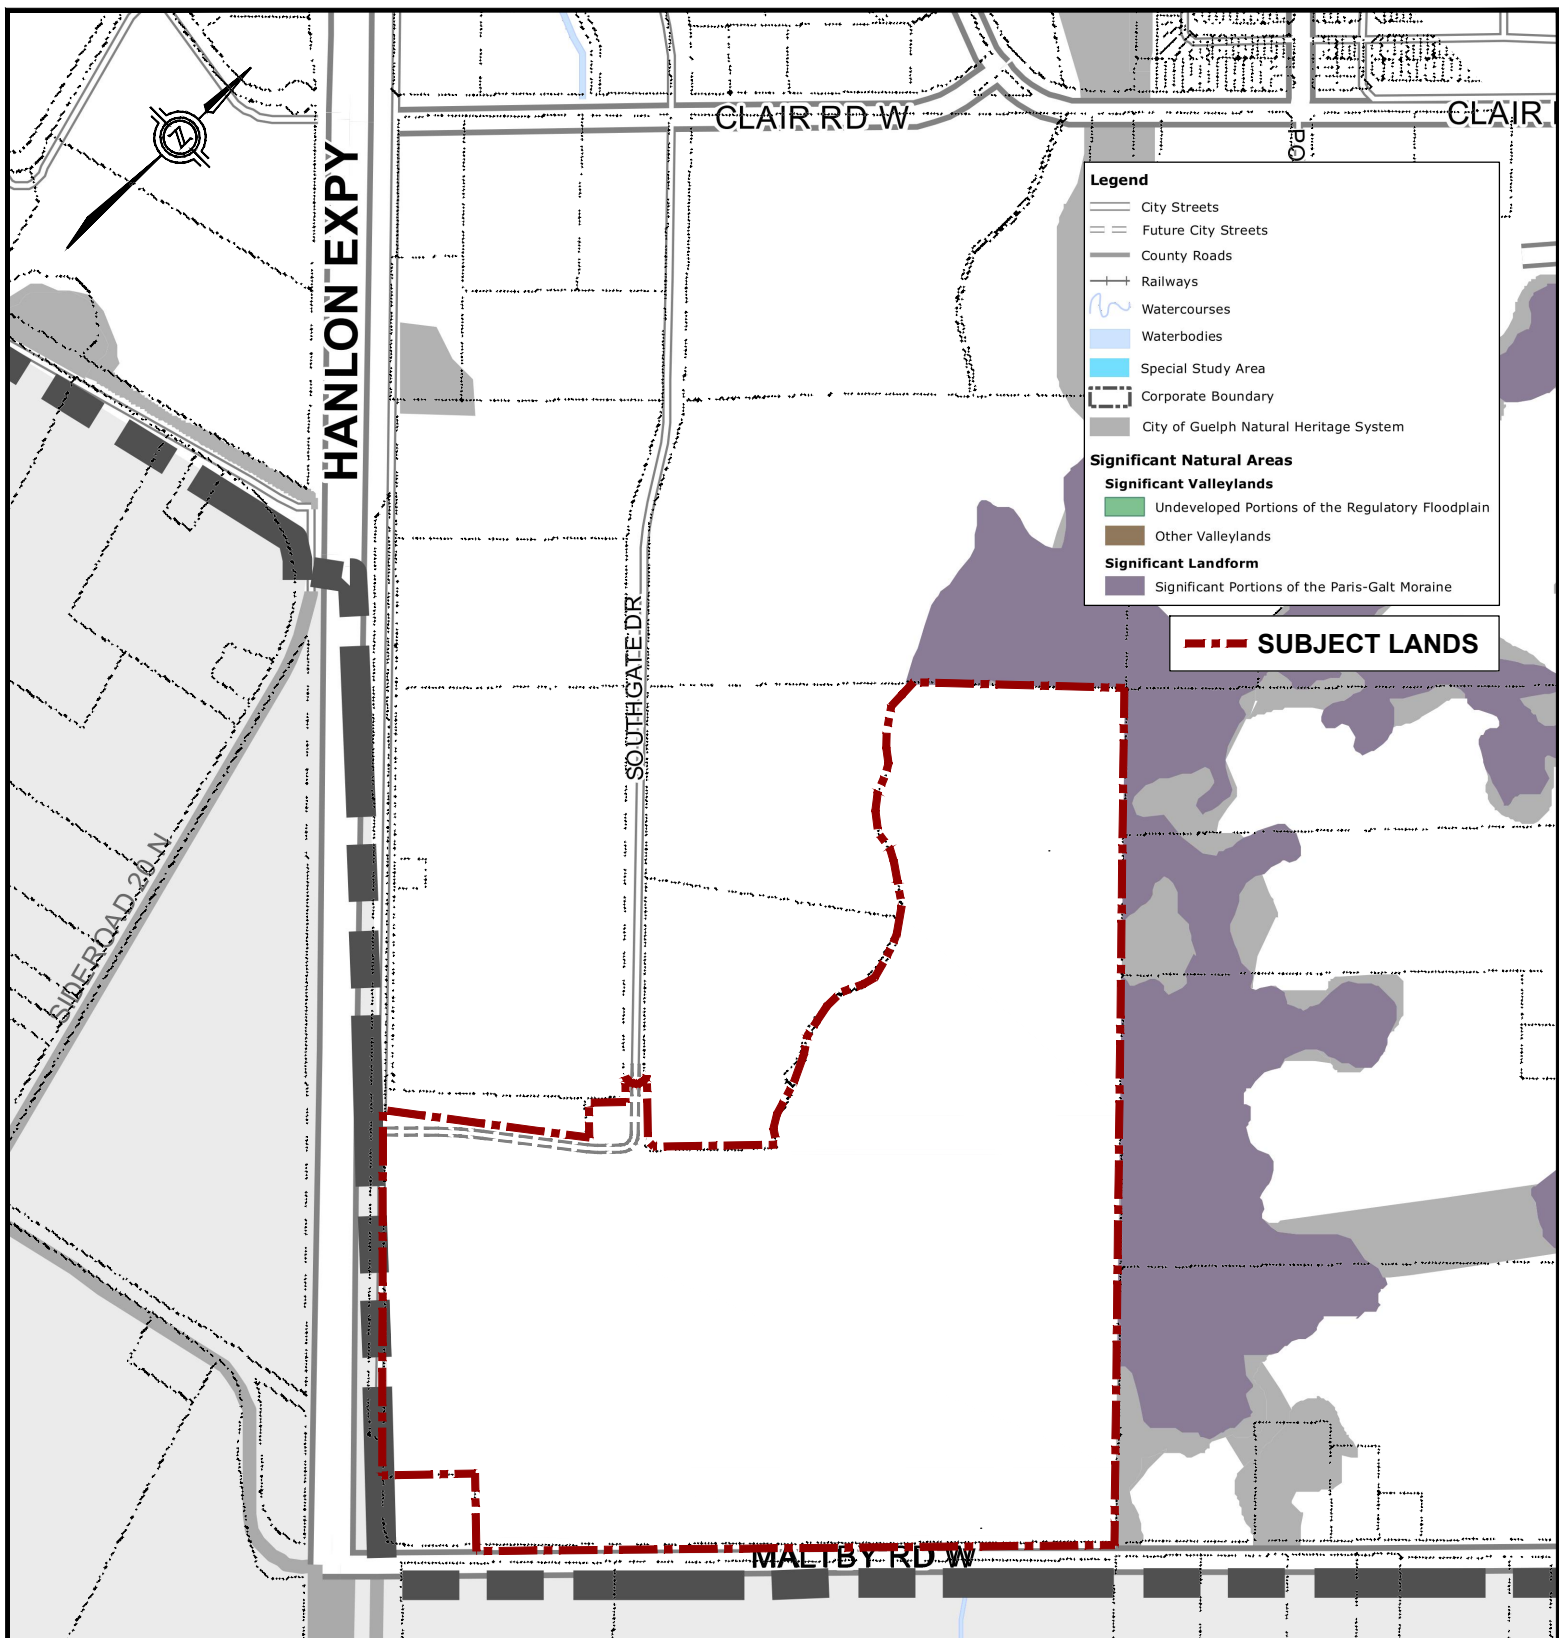 CLAIR RD W
CLAIR
PO
HANLON EXPY
Z
Legend
City Streets
Future City Streets
County Roads
Railways
Watercourses
Waterbodies
Special Study Area
Corporate Boundary
City of Guelph Natural Heritage System
Significant Natural Areas
Significant Valleylands
Undeveloped Portions of the Regulatory Floodplain
Other Valleylands
Significant Landform
Significant Portions of the Paris-Galt Moraine
SUBJECT LANDS
SOUTHGATE DR
SIDEROAD 20 N
MALTBY RD W